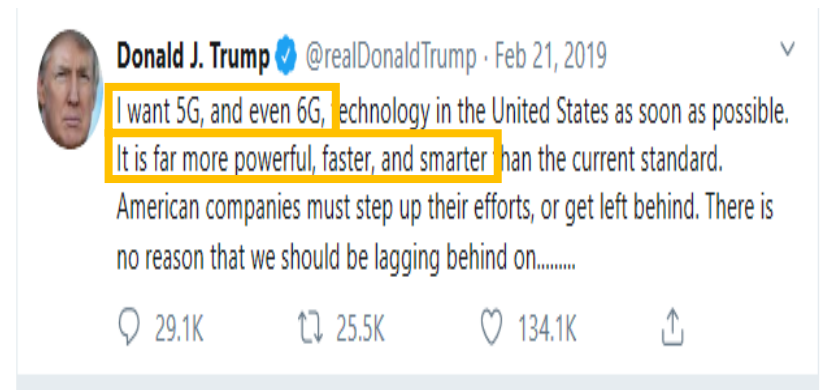 Donald J. Trump @realDonaldTrump · Feb 21, 2019
I want 5G, and even 6G, technology in the United States as soon as possible.
It is far more powerful, faster, and smarter than the current standard.
American companies must step up their efforts, or get left behind. There is
no reason that we should be lagging behind on.........
29.1K 25.5K 134.1K